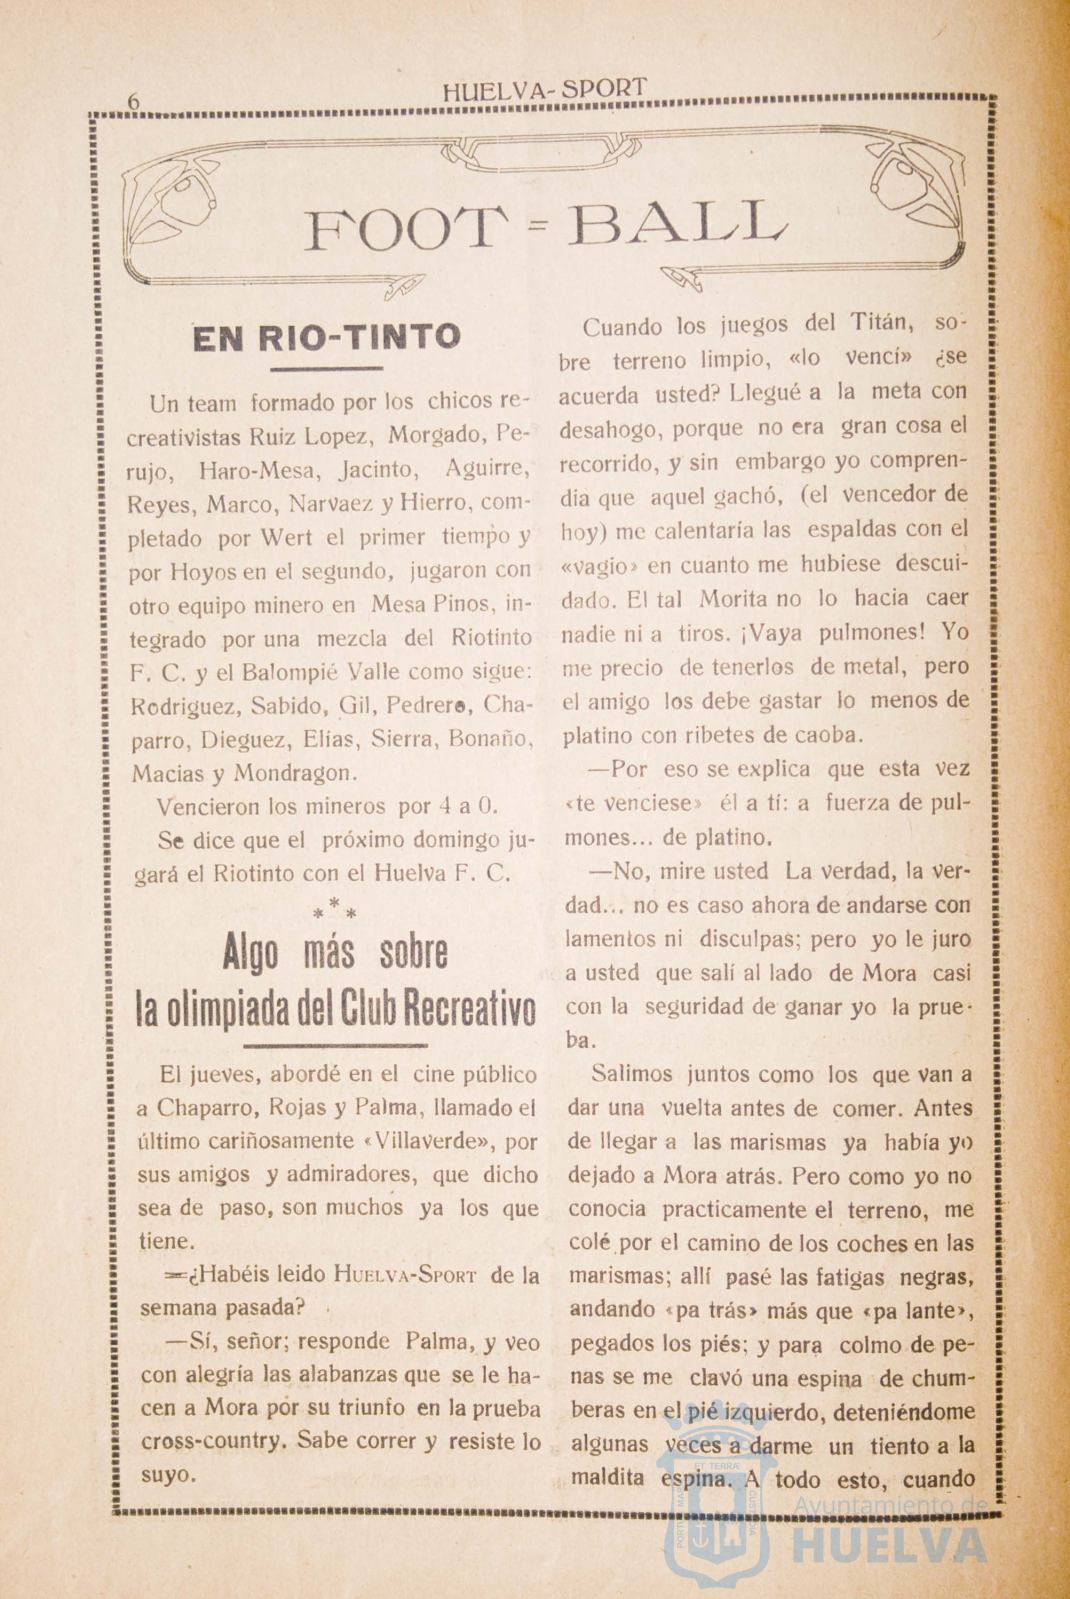 6
HUELVA-SPORT
FOOT = BALL
EN RIO-TINTO
Un team formado por los chicos re-
creativistas Ruiz Lopez, Morgado, Pe-
rujo, Haro-Mesa, Jacinto, Aguirre,
Reyes, Marco, Narvaez y Hierro, com-
pletado por Wert el primer tiempo y
por Hoyos en el segundo, jugaron con
otro equipo minero en Mesa Pinos, in-
tegrado por una mezcla del Riotinto
F. C. y el Balompié Valle como sigue:
Rodriguez, Sabido, Gil, Pedrero, Cha-
parro, Dieguez, Elías, Sierra, Bonaño,
Macias y Mondragon.
Vencieron los mineros por 4 a 0.
Se dice que el próximo domingo ju-
gará el Riotinto con el Huelva F. C.
* * *
Algo más sobre
la olimpiada del Club Recreativo
El jueves, abordé en el cine público
a Chaparro, Rojas y Palma, llamado el
último cariñosamente «Villaverde», por
sus amigos y admiradores, que dicho
sea de paso, son muchos ya los que
tiene.
=¿Habéis leido HUELVA-SPORT de la
semana pasada?
—Sí, señor; responde Palma, y veo
con alegría las alabanzas que se le ha-
cen a Mora por su triunfo en la prueba
cross-country. Sabe correr y resiste lo
suyo.
Cuando los juegos del Titán, so-
bre terreno limpio, «lo vencí» ¿se
acuerda usted? Llegué a la meta con
desahogo, porque no era gran cosa el
recorrido, y sin embargo yo compren-
dia que aquel gachó, (el vencedor de
hoy) me calentaría las espaldas con el
«vagio» en cuanto me hubiese descui-
dado. El tal Morita no lo hacia caer
nadie ni a tiros. ¡Vaya pulmones! Yo
me precio de tenerlos de metal, pero
el amigo los debe gastar lo menos de
platino con ribetes de caoba.
—Por eso se explica que esta vez
«te venciese» él a tí: a fuerza de pul-
mones... de platino.
—No, mire usted La verdad, la ver-
dad... no es caso ahora de andarse con
lamentos ni disculpas; pero yo le juro
a usted que salí al lado de Mora casi
con la seguridad de ganar yo la prue-
ba.
Salimos juntos como los que van a
dar una vuelta antes de comer. Antes
de llegar a las marismas ya había yo
dejado a Mora atrás. Pero como yo no
conocia practicamente el terreno, me
colé por el camino de los coches en las
marismas; allí pasé las fatigas negras,
andando «pa trás» más que «pa lante»,
pegados los piés; y para colmo de pe-
nas se me clavó una espina de chum-
beras en el pié izquierdo, deteniéndome
algunas veces a darme un tiento a la
maldita espina. A todo esto, cuando
ET TERRÆ
PORTUS MARIS
CUSTODIA
Ayuntamiento de
HUELVA